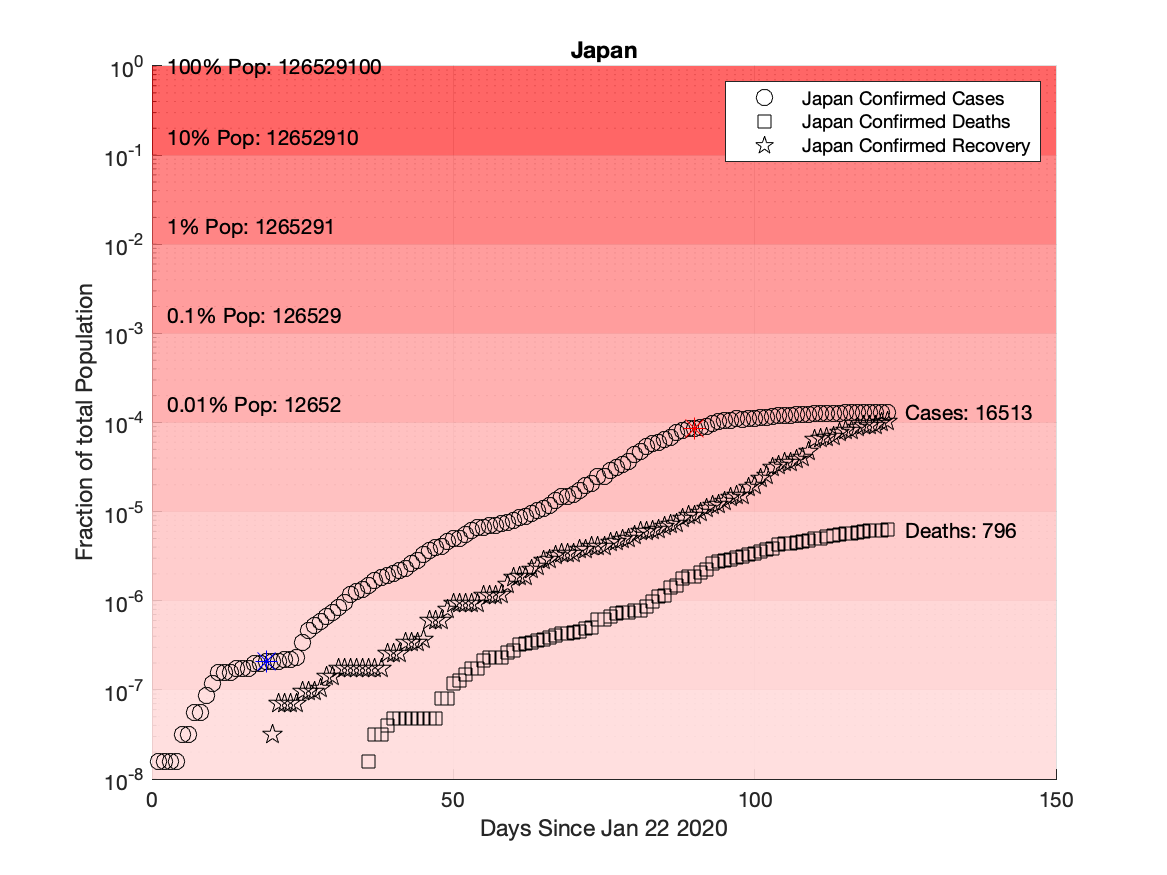 Japan
10^0
100% Pop: 126529100
Japan Confirmed Cases
Japan Confirmed Deaths
Japan Confirmed Recovery
10% Pop: 12652910
10^-1
1% Pop: 1265291
10^-2
0.1% Pop: 126529
10^-3
0.01% Pop: 12652
10^-4
Cases: 16513
10^-5
Deaths: 796
10^-6
10^-7
10^-8
Fraction of total Population
0 50 100 150
Days Since Jan 22 2020